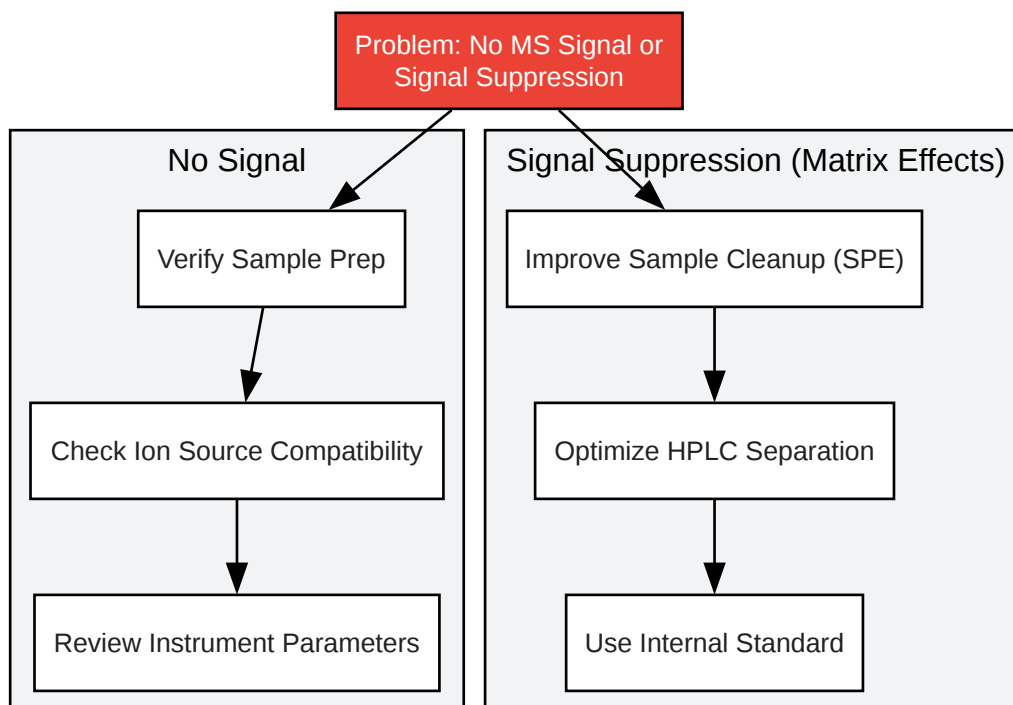 Problem: No MS Signal or
Signal Suppression
No Signal
Verify Sample Prep
Check Ion Source Compatibility
Review Instrument Parameters
Signal Suppression (Matrix Effects)
Improve Sample Cleanup (SPE)
Optimize HPLC Separation
Use Internal Standard